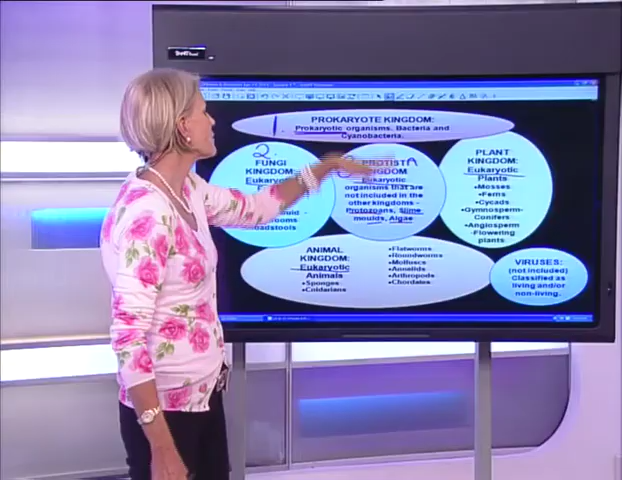 PROKARYOTE KINGDOM:
Prokaryotic organisms. Bacteria and
Cyanobacteria.
1
2
FUNGI
KINGDOM:
Eukaryotic
PROTISTA
KINGDOM:
Eukaryotic
organisms that are
not included in the
other kingdoms -
Protozoans, Slime
molds, Algae
PLANT
KINGDOM:
Eukaryotic
Plants
•Mosses
•Ferns
•Cycads
•Gymnosperm-
Conifers
•Angiosperm-
Flowering
plants
ANIMAL
KINGDOM:
Eukaryotic
Animals
•Sponges
•Cnidarians
•Flatworms
•Roundworms
•Molluscs
•Annelids
•Arthropods
•Chordates
VIRUSES:
(not included)
Classified as
living and/or
non-living.